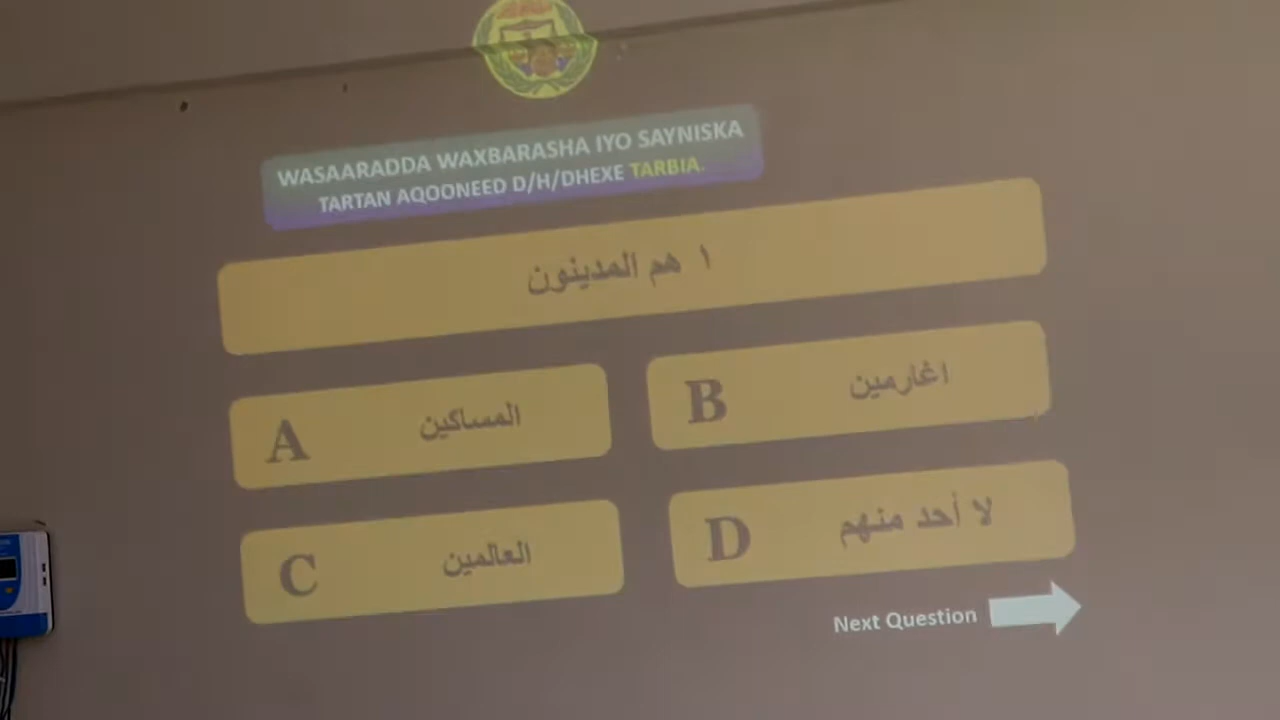 WASAARADDA WAXBARASHA IYO SAYNISKA
TARTAN AQOONEED D/H/DHEXE TARBIA.
١ هم المدينون
A المساكين
B اغارمين
C العالمين
D لا أحد منهم
Next Question